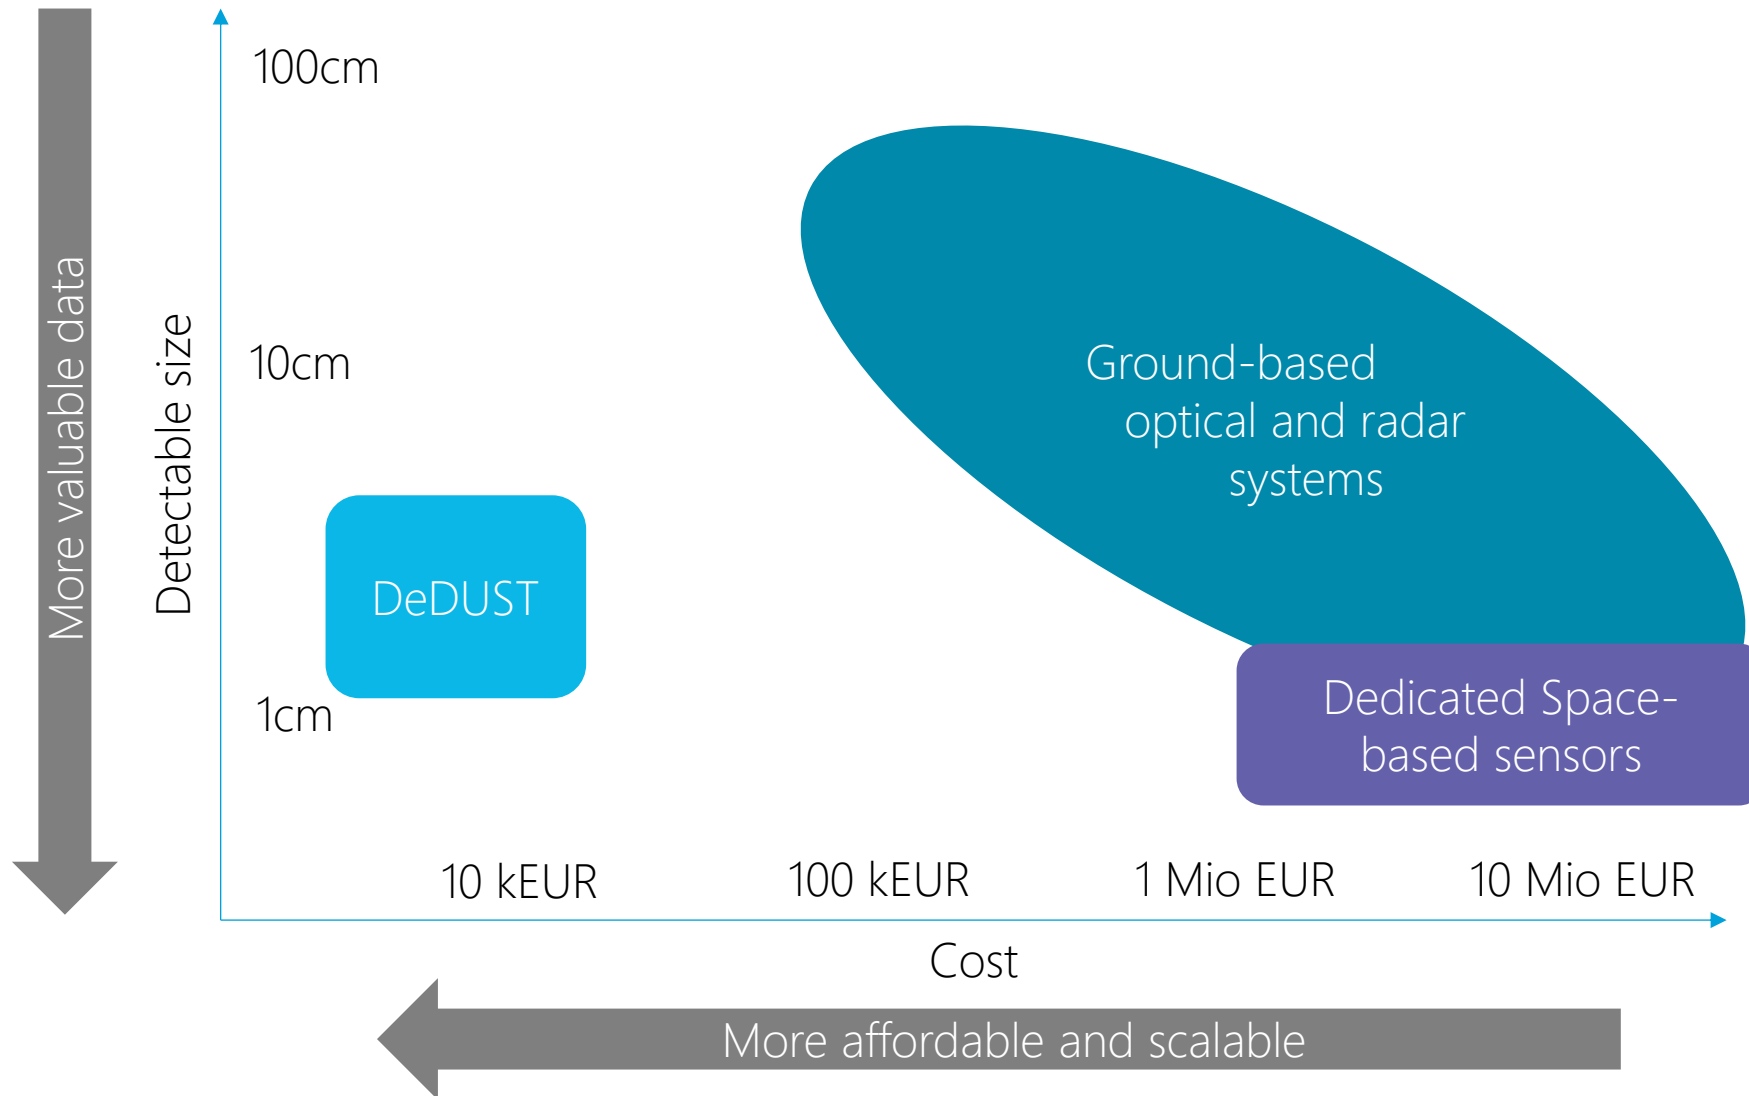 More valuable data
Detectable size
100cm
10cm
1cm
Ground-based
optical and radar
systems
DeDUST
Dedicated Space-
based sensors
10 kEUR
100 kEUR
1 Mio EUR
10 Mio EUR
Cost
More affordable and scalable